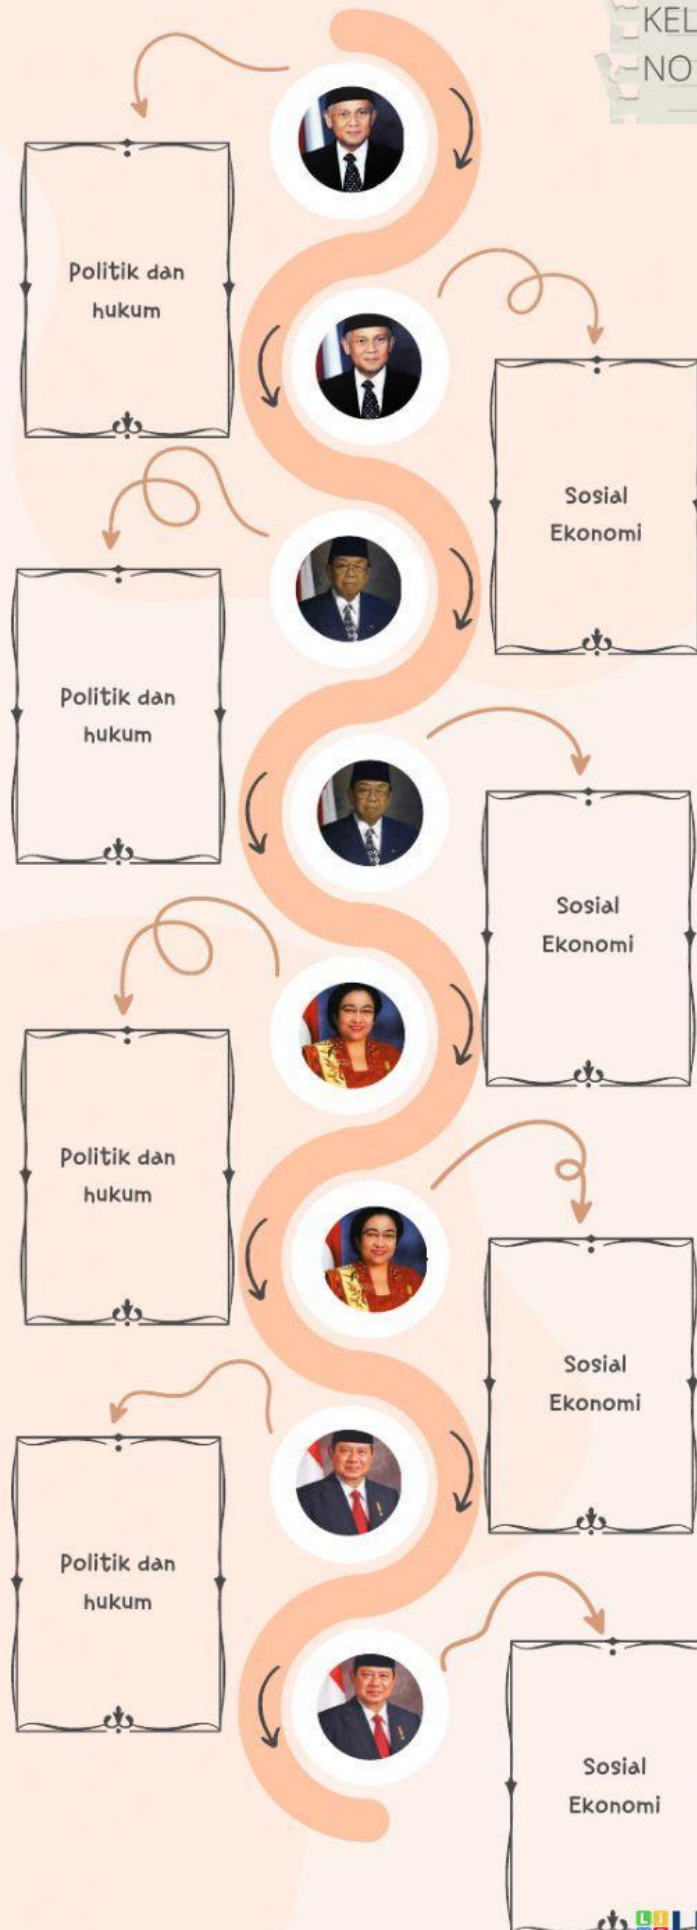 KEL
NO
Politik dan
hukum
Sosial
Ekonomi
Politik dan
hukum
Sosial
Ekonomi
Politik dan
hukum
Sosial
Ekonomi
Politik dan
hukum
Sosial
Ekonomi